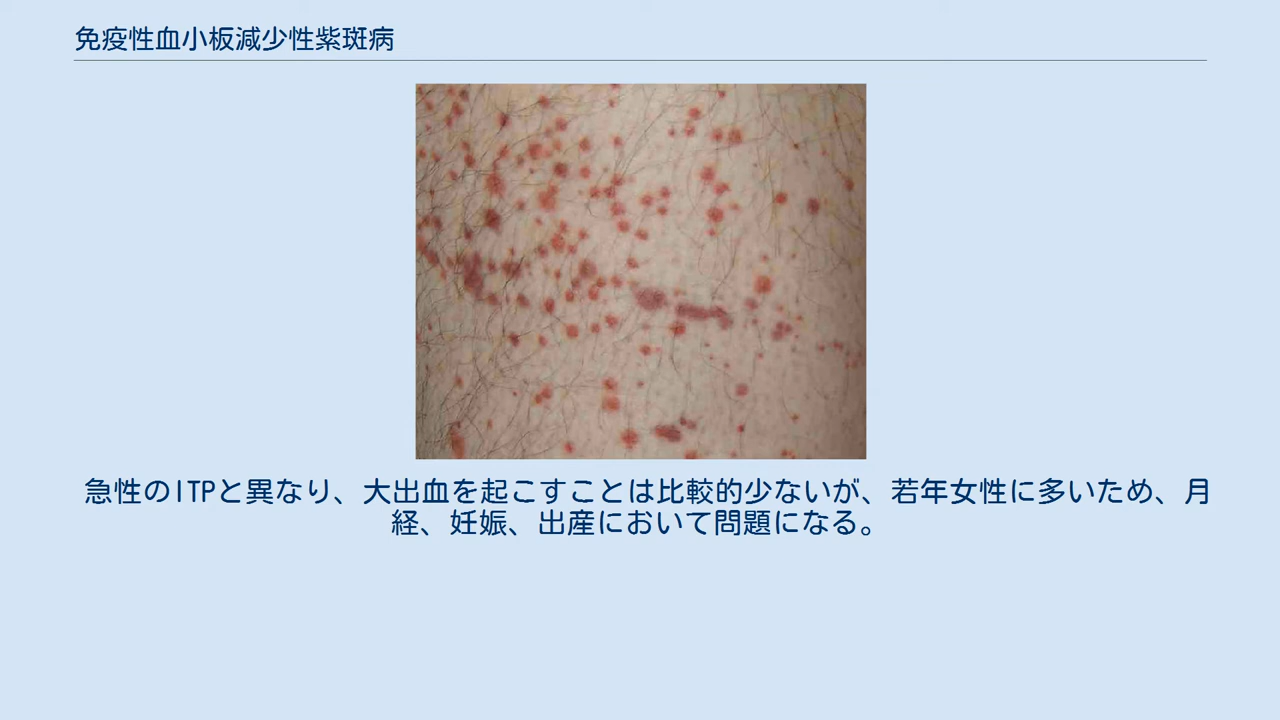 免疫性血小板減少性紫斑病
急性のITPと異なり、大出血を起こすことは比較的少ないが、若年女性に多いため、月
経、妊娠、出産において問題になる。